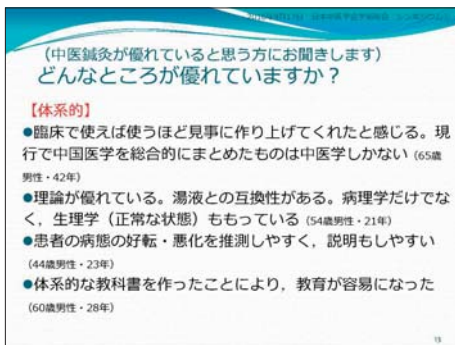 （中医鍼灸が優れていると思う方にお聞きします）
どんなところが優れていますか？
【体系的】
●臨床で使えば使うほど見事に作り上げてくれたと感じる。現
行で中国医学を総合的にまとめたものは中医学しかない（65歳
男性・42年）
●理論が優れている。湯液との互換性がある。病理学だけでな
く，生理学（正常な状態）ももっている（54歳男性・21年）
●患者の病態の好転・悪化を推測しやすく，説明もしやすい
（44歳男性・23年）
●体系的な教科書を作ったことにより，教育が容易になった
（60歳男性・28年）